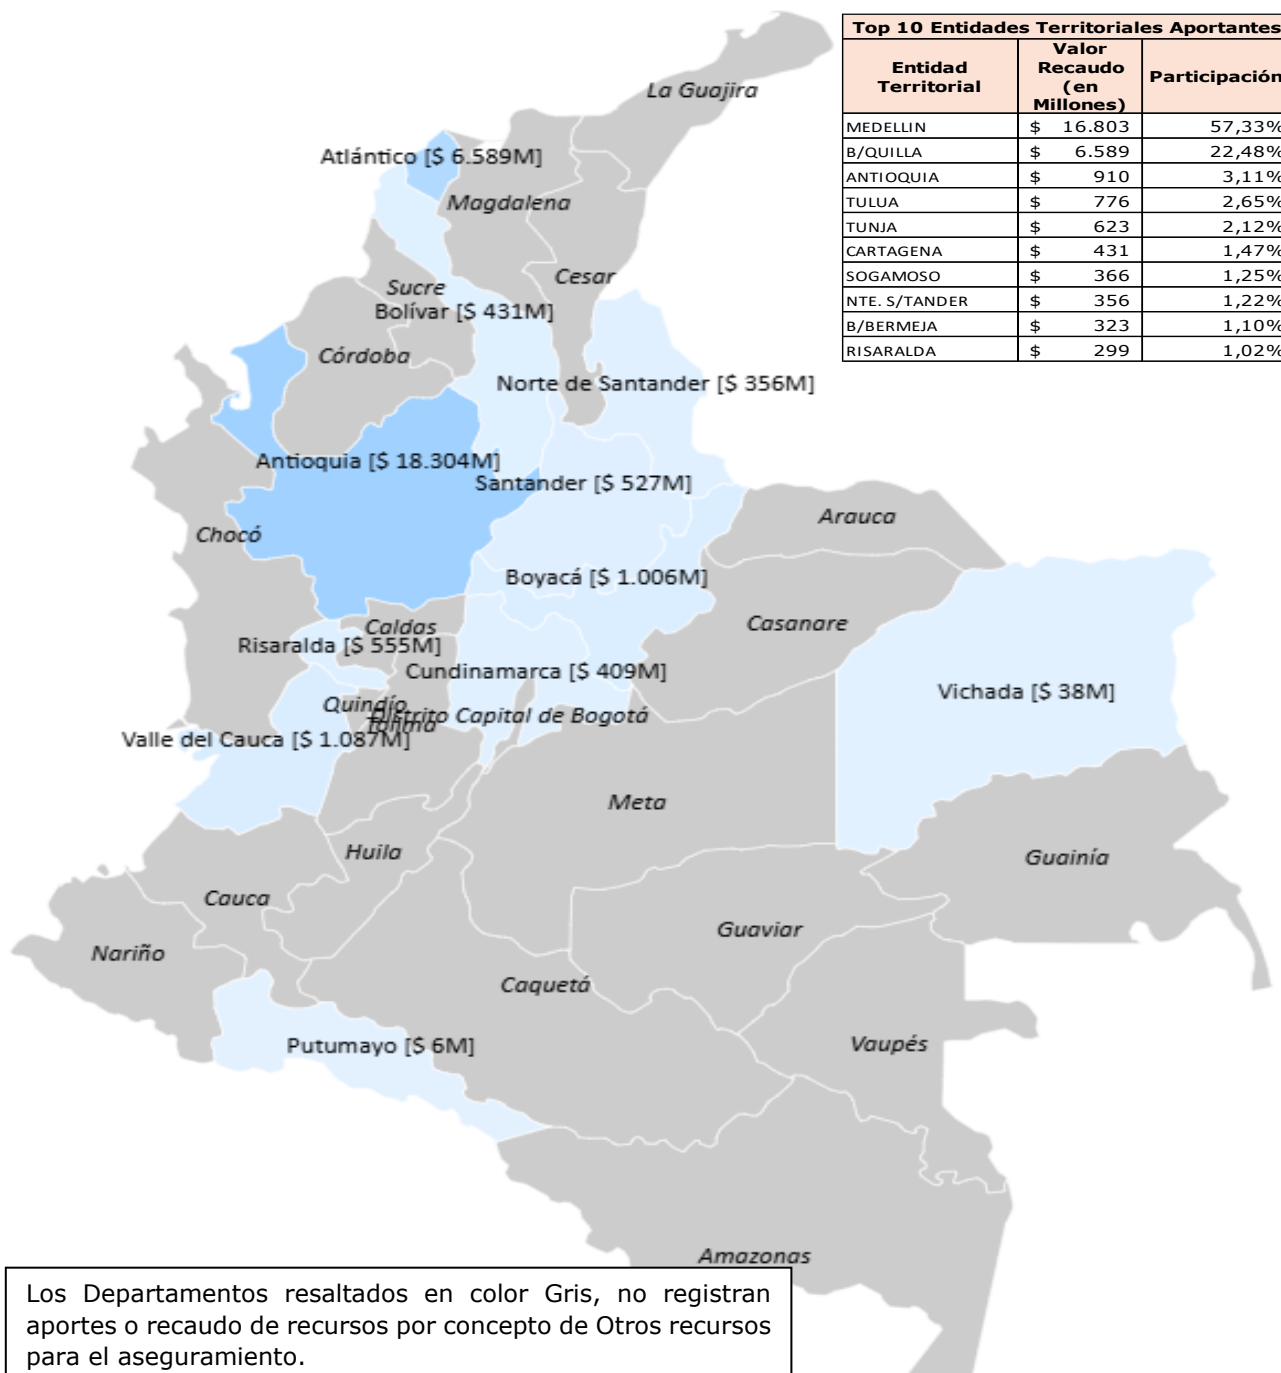 Top 10 Entidades Territoriales Aportantes
Entidad Territorial | Valor Recaudo (en Millones) | Participación
MEDELLIN $ 16.803 57,33%
B/QUILLA $ 6.589 22,48%
ANTIOQUIA $ 910 3,11%
TULUA $ 776 2,65%
TUNJA $ 623 2,12%
CARTAGENA $ 431 1,47%
SOGAMOSO $ 366 1,25%
NTE. S/TANDER $ 356 1,22%
B/BERMEJA $ 323 1,10%
RISARALDA $ 299 1,02%
La Guajira
Atlántico [$ 6.589M]
Magdalena
Cesar
Sucre
Bolívar [$ 431M]
Córdoba
Norte de Santander [$ 356M]
Antioquia [$ 18.304M]
Santander [$ 527M]
Arauca
Chocó
Boyacá [$ 1.006M]
Caldas
Casanare
Risaralda [$ 555M]
Cundinamarca [$ 409M]
Vichada [$ 38M]
Quindío
Distrito Capital de Bogotá
Tolima
Valle del Cauca [$ 1.087M]
Meta
Huila
Guainía
Cauca
Guaviar
Nariño
Caquetá
Putumayo [$ 6M]
Vaupés
Amazonas
Los Departamentos resaltados en color Gris, no registran
aportes o recaudo de recursos por concepto de Otros recursos
para el aseguramiento.